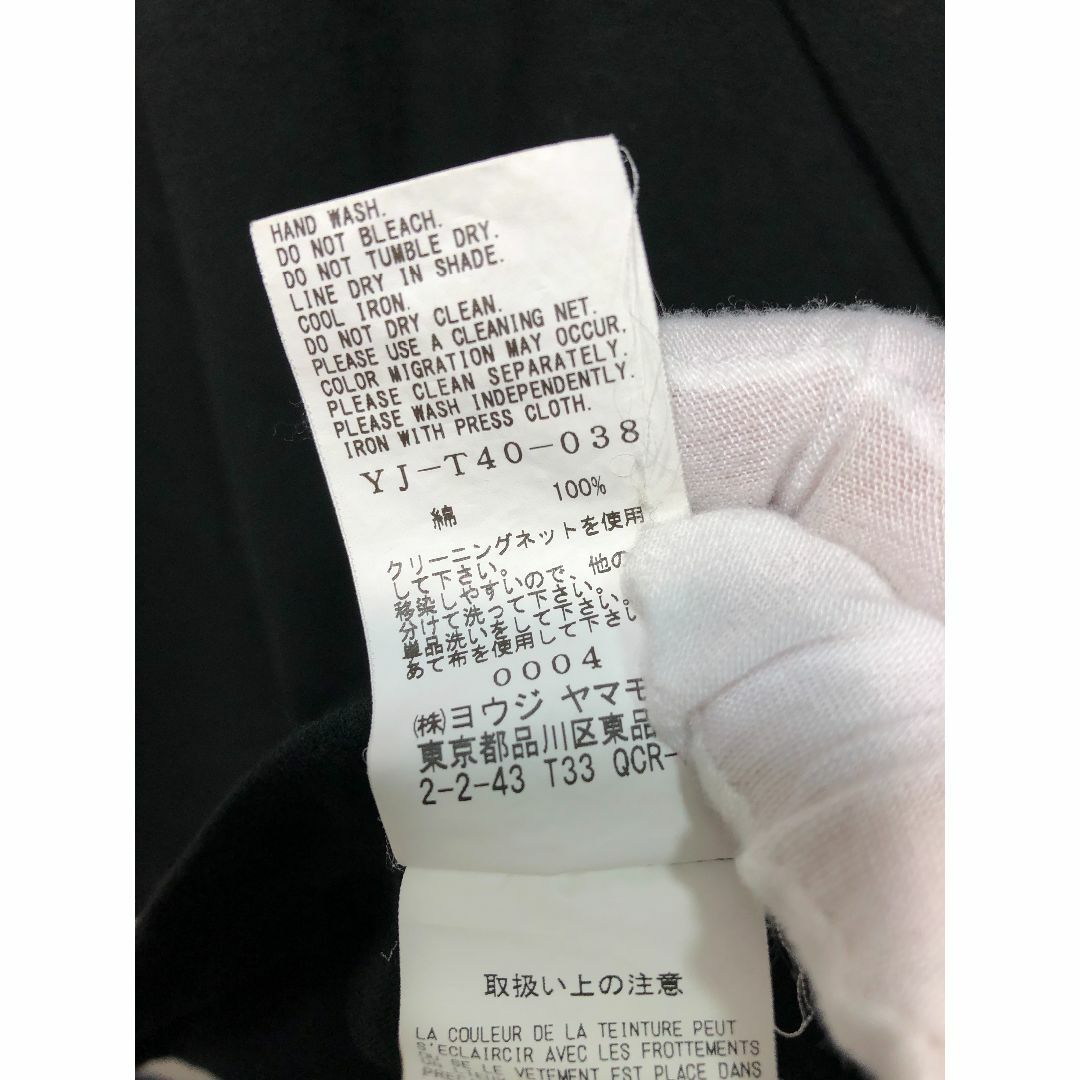 HAND WASH.
DO NOT BLEACH.
DO NOT TUMBLE DRY.
LINE DRY IN SHADE.
COOL IRON.
DO NOT DRY CLEAN.
PLEASE USE A CLEANING NET.
COLOR MIGRATION MAY OCCUR.
PLEASE CLEAN SEPARATELY.
PLEASE WASH INDEPENDENTLY.
IRON WITH PRESS CLOTH.
YJ-T40-038
綿 100%
クリーニングネットを使用
して下さい。
移染しやすいので、他の
分けて洗って下さい。
単品洗いをして下さい。
あて布を使用して下さい
0004
㈱ヨウジ ヤマモ
東京都品川区東品
2-2-43 T33 QCR-
取扱い上の注意
LA COULEUR DE LA TEINTURE PEUT
S'ECLAIRCIR AVEC LES FROTTEMENTS
SE LE VETEMENT EST PLACE DANS